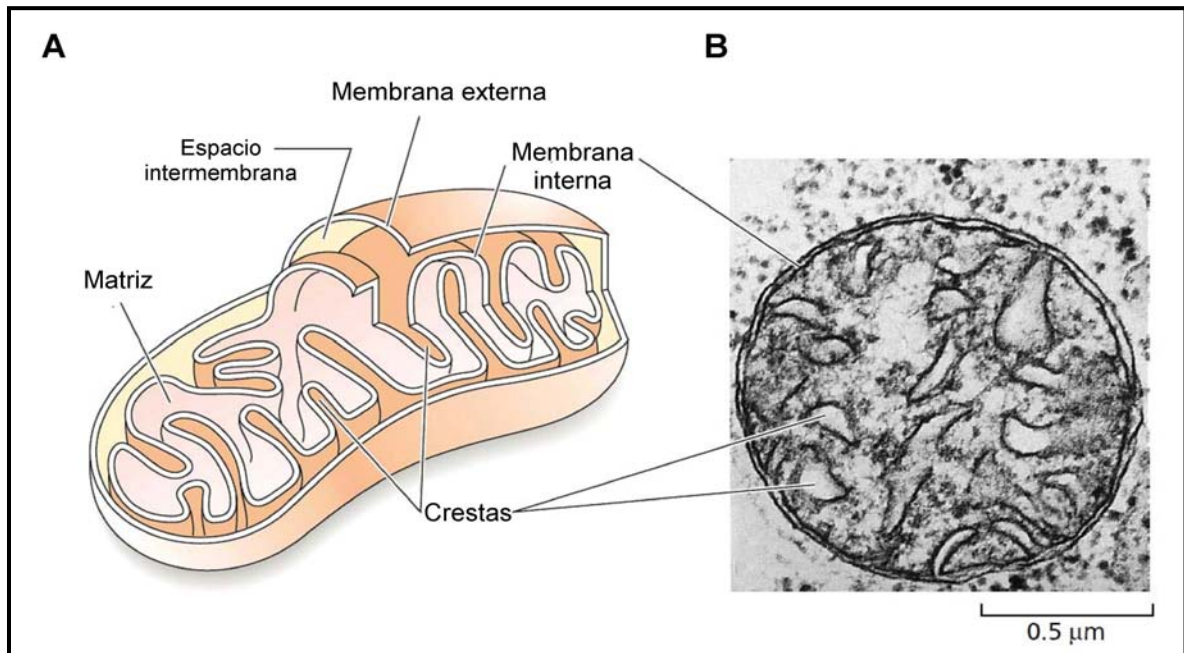 A
B
Membrana externa
Espacio
intermembrana
Membrana
interna
Matriz
Crestas
0.5 μm